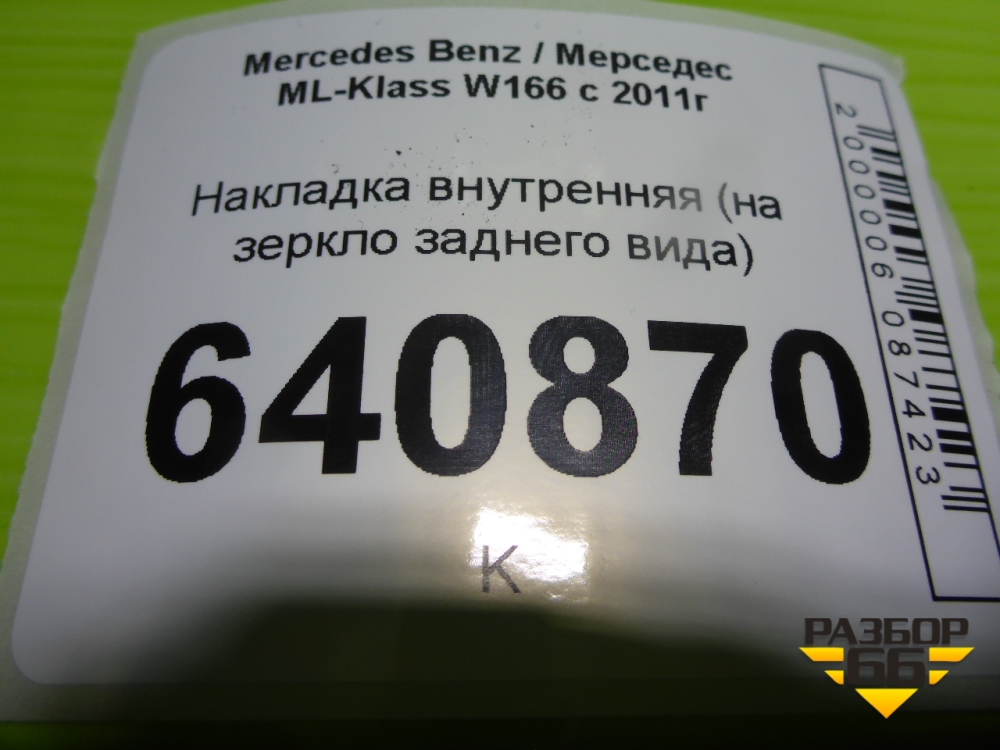 Mercedes Benz / Мерседес
ML-Klass W166 с 2011г
Накладка внутренняя (на
зеркло заднего вида)
640870
К
2000006087423
РАЗБОР
66